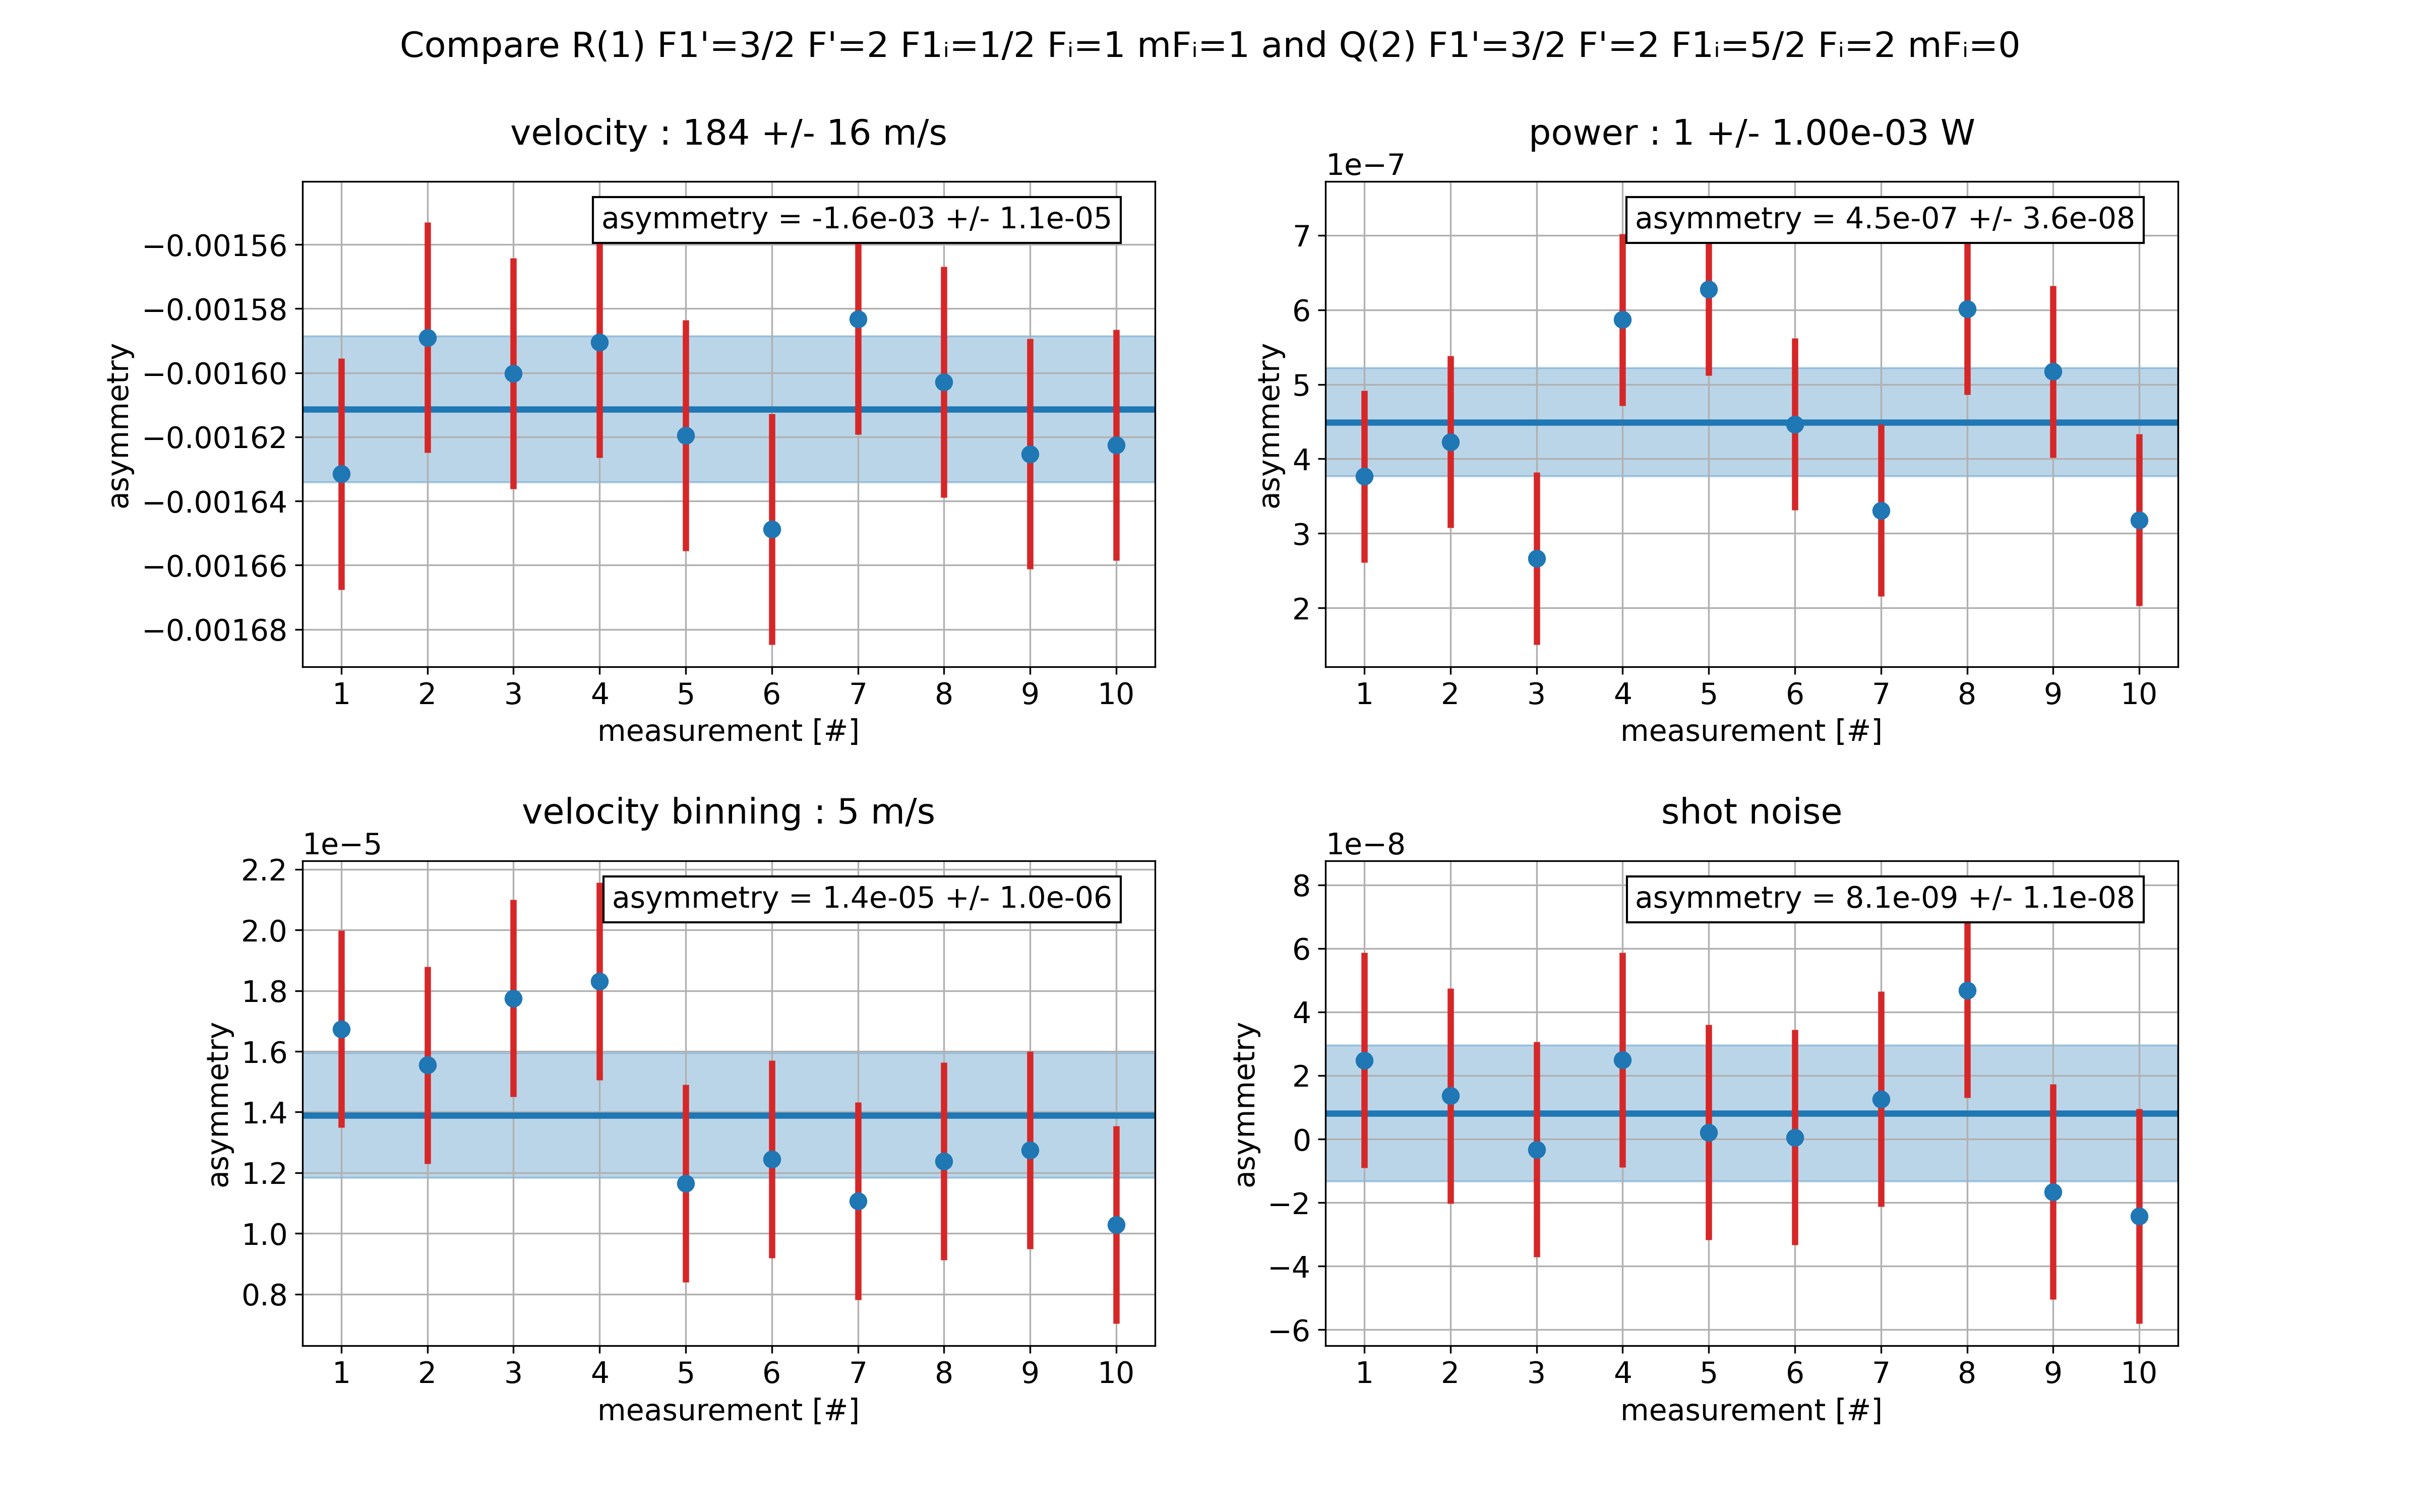 Compare R(1) F1'=3/2 F'=2 F1ᵢ=1/2 Fᵢ=1 mFᵢ=1 and Q(2) F1'=3/2 F'=2 F1ᵢ=5/2 Fᵢ=2 mFᵢ=0
velocity : 184 +/- 16 m/s
asymmetry = -1.6e-03 +/- 1.1e-05
asymmetry
−0.00156
−0.00158
−0.00160
−0.00162
−0.00164
−0.00166
−0.00168
1 2 3 4 5 6 7 8 9 10
measurement [#]
power : 1 +/- 1.00e-03 W
1e−7
asymmetry = 4.5e-07 +/- 3.6e-08
asymmetry
7
6
5
4
3
2
1 2 3 4 5 6 7 8 9 10
measurement [#]
velocity binning : 5 m/s
1e−5
asymmetry = 1.4e-05 +/- 1.0e-06
asymmetry
2.2
2.0
1.8
1.6
1.4
1.2
1.0
0.8
1 2 3 4 5 6 7 8 9 10
measurement [#]
shot noise
1e−8
asymmetry = 8.1e-09 +/- 1.1e-08
asymmetry
8
6
4
2
0
−2
−4
−6
1 2 3 4 5 6 7 8 9 10
measurement [#]